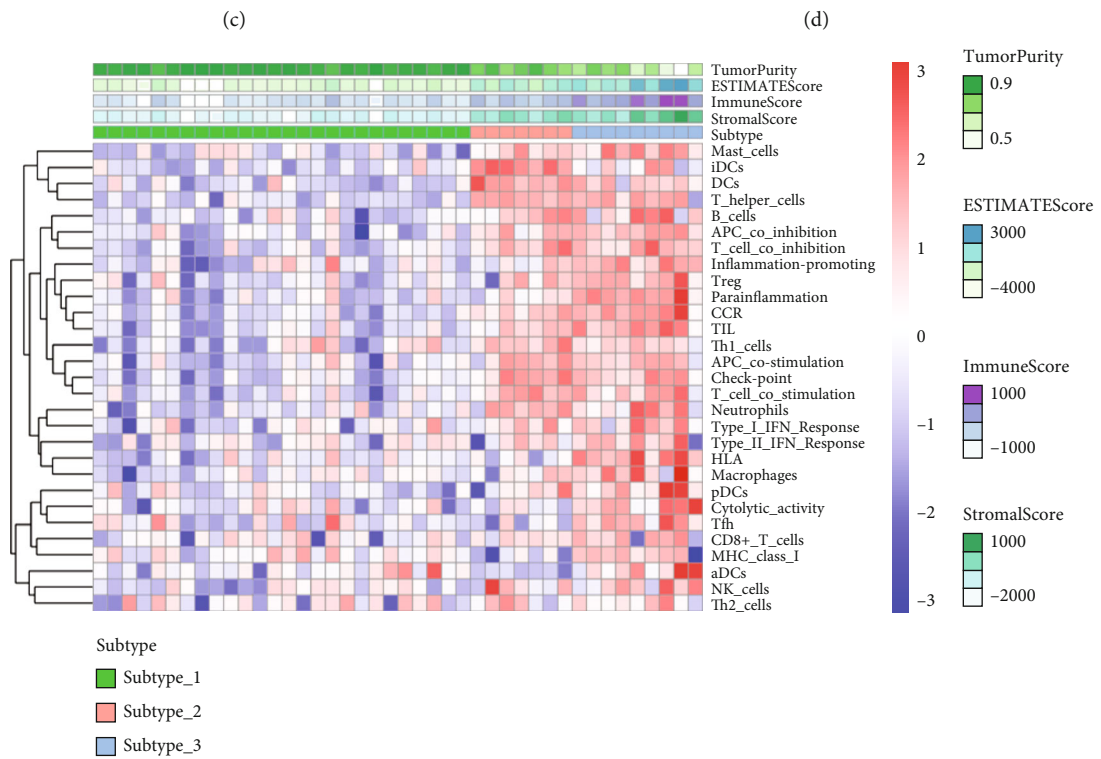 (c)
(d)
TumorPurity
ESTIMATEScore
ImmuneScore
StromalScore
Subtype
Mast_cells
iDCs
DCs
T_helper_cells
B_cells
APC_co_inhibition
T_cell_co_inhibition
Inflammation-promoting
Treg
Parainflammation
CCR
TIL
Th1_cells
APC_co-stimulation
Check-point
T_cell_co_stimulation
Neutrophils
Type_I_IFN_Response
Type_II_IFN_Response
HLA
Macrophages
pDCs
Cytolytic_activity
Tfh
CD8+_T_cells
MHC_class_I
aDCs
NK_cells
Th2_cells
3
2
1
0
−1
−2
−3
TumorPurity
0.9
0.5
ESTIMATEScore
3000
−4000
ImmuneScore
1000
−1000
StromalScore
1000
−2000
Subtype
Subtype_1
Subtype_2
Subtype_3